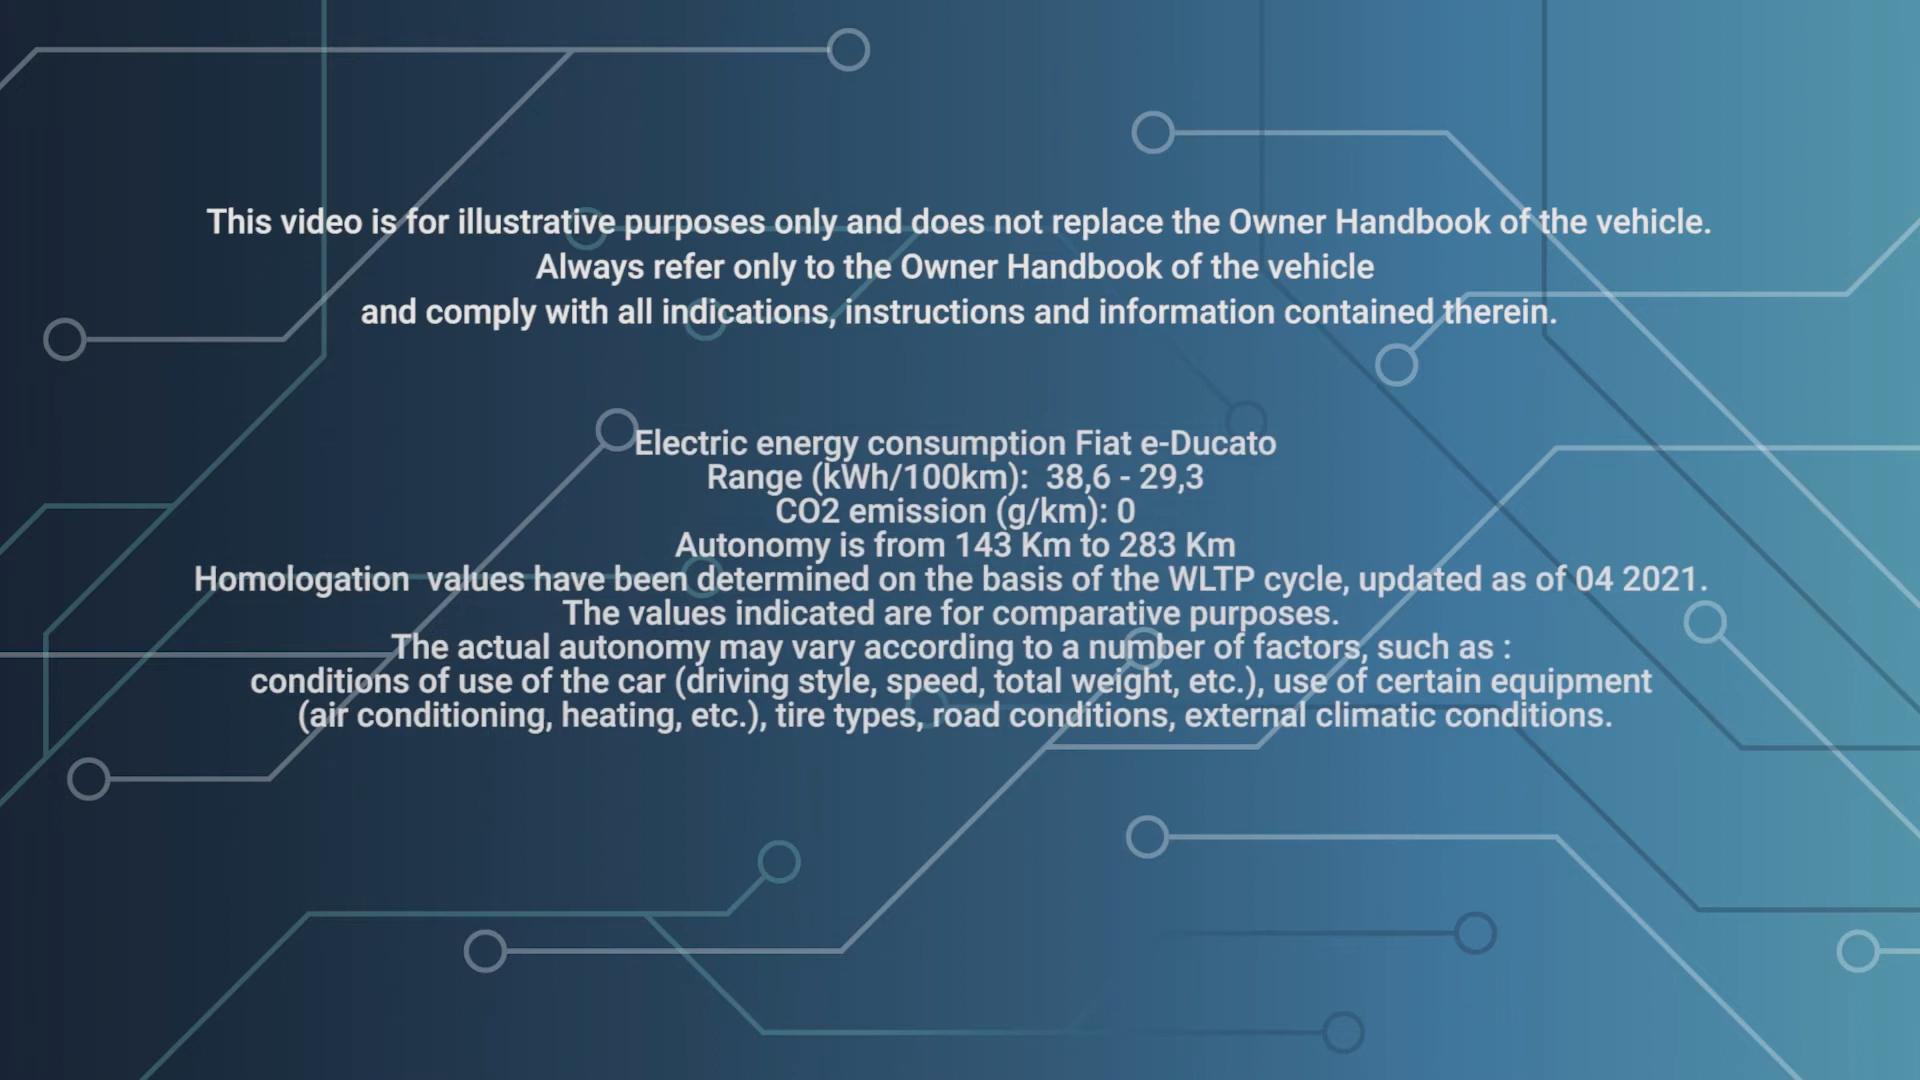 This video is for illustrative purposes only and does not replace the Owner Handbook of the vehicle.
Always refer only to the Owner Handbook of the vehicle
and comply with all indications, instructions and information contained therein.
Electric energy consumption Fiat e-Ducato
Range (kWh/100km):  38,6 - 29,3
CO2 emission (g/km): 0
Autonomy is from 143 Km to 283 Km
Homologation  values have been determined on the basis of the WLTP cycle, updated as of 04 2021.
The values indicated are for comparative purposes.
The actual autonomy may vary according to a number of factors, such as :
conditions of use of the car (driving style, speed, total weight, etc.), use of certain equipment
(air conditioning, heating, etc.), tire types, road conditions, external climatic conditions.